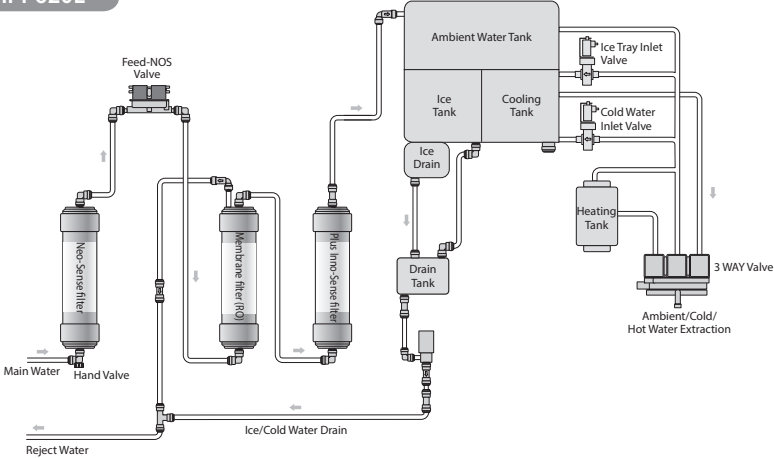 Ambient Water Tank
Ice Tray Inlet
Valve
Feed-NOS
Valve
Ice
Tank
Cooling
Tank
Cold Water
Inlet Valve
Ice
Drain
Heating
Tank
Neo-Sense filter
Membrane filter (RO)
Plus Inno-Sense filter
Drain
Tank
3 WAY Valve
Ambient/Cold/
Hot Water Extraction
Main Water
Hand Valve
Ice/Cold Water Drain
Reject Water